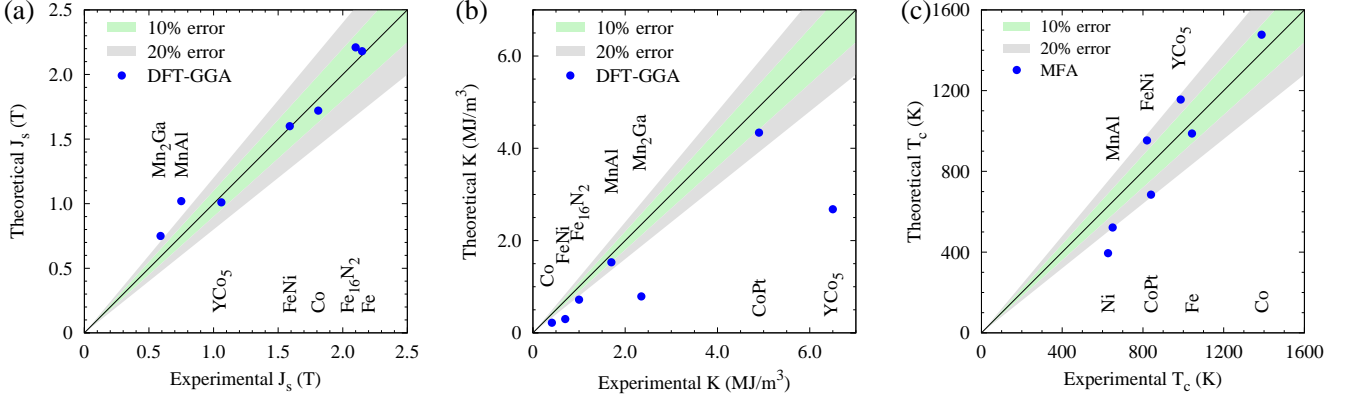 (a)
10% error
20% error
DFT-GGA
Theoretical J_s (T)
2.5
2.0
1.5
1.0
0.5
0
Mn₂Ga
MnAl
YCo₅
FeNi
Co
Fe₁₆N₂
Fe
0 0.5 1.0 1.5 2.0 2.5
Experimental J_s (T)
(b)
10% error
20% error
DFT-GGA
Theoretical K (MJ/m³)
6.0
4.0
2.0
0.0
Co
FeNi
Fe₁₆N₂
MnAl
Mn₂Ga
CoPt
YCo₅
0.0 2.0 4.0 6.0
Experimental K (MJ/m³)
(c)
10% error
20% error
MFA
Theoretical T_c (K)
1600
1200
800
400
0
MnAl
FeNi
YCo₅
Ni
CoPt
Fe
Co
0 400 800 1200 1600
Experimental T_c (K)